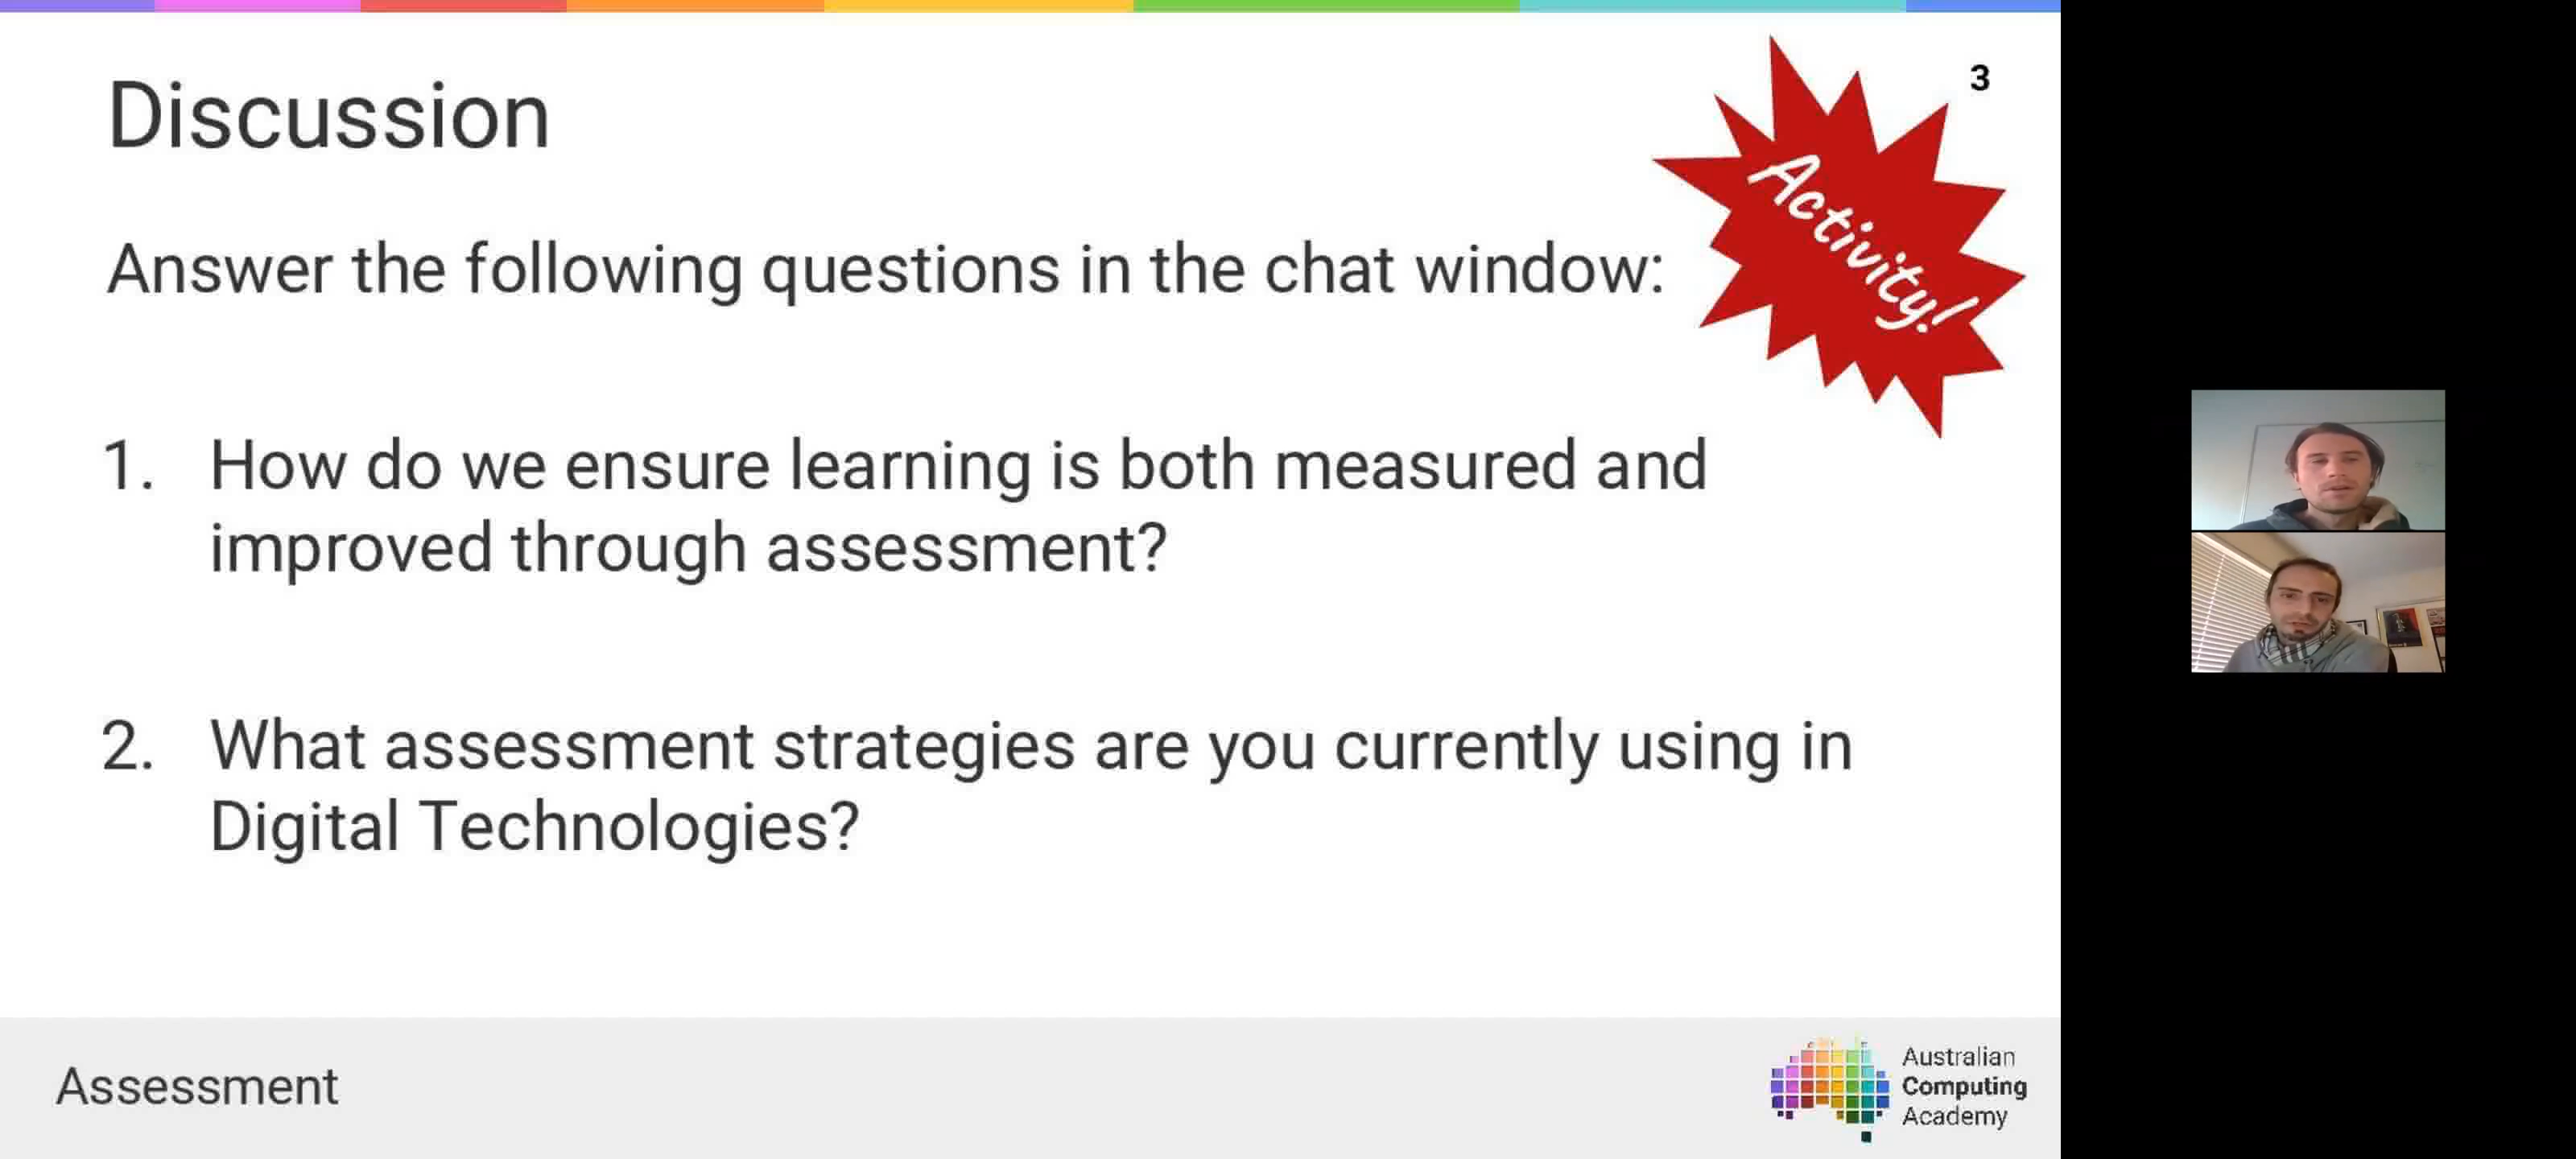 3
Discussion
Activity!
Answer the following questions in the chat window:
1. How do we ensure learning is both measured and
improved through assessment?
2. What assessment strategies are you currently using in
Digital Technologies?
Assessment
Australian
Computing
Academy